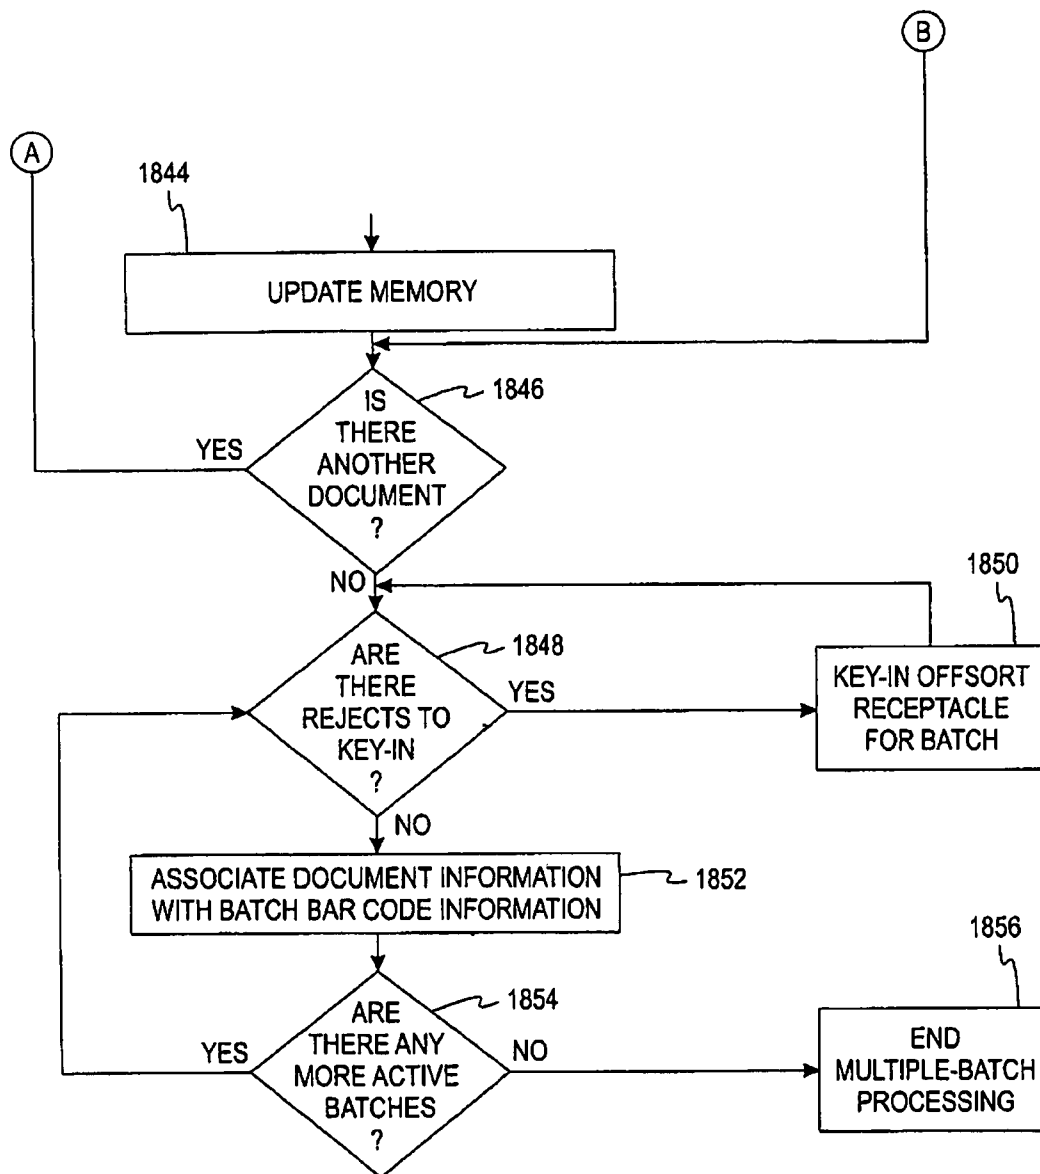 B
A
1844
UPDATE MEMORY
IS
THERE
ANOTHER
DOCUMENT
?
1846
YES
NO
ARE
THERE
REJECTS TO
KEY-IN
?
1848
YES
1850
KEY-IN OFFSORT
RECEPTACLE
FOR BATCH
NO
ASSOCIATE DOCUMENT INFORMATION
WITH BATCH BAR CODE INFORMATION
1852
ARE
THERE ANY
MORE ACTIVE
BATCHES
?
1854
YES
NO
1856
END
MULTIPLE-BATCH
PROCESSING